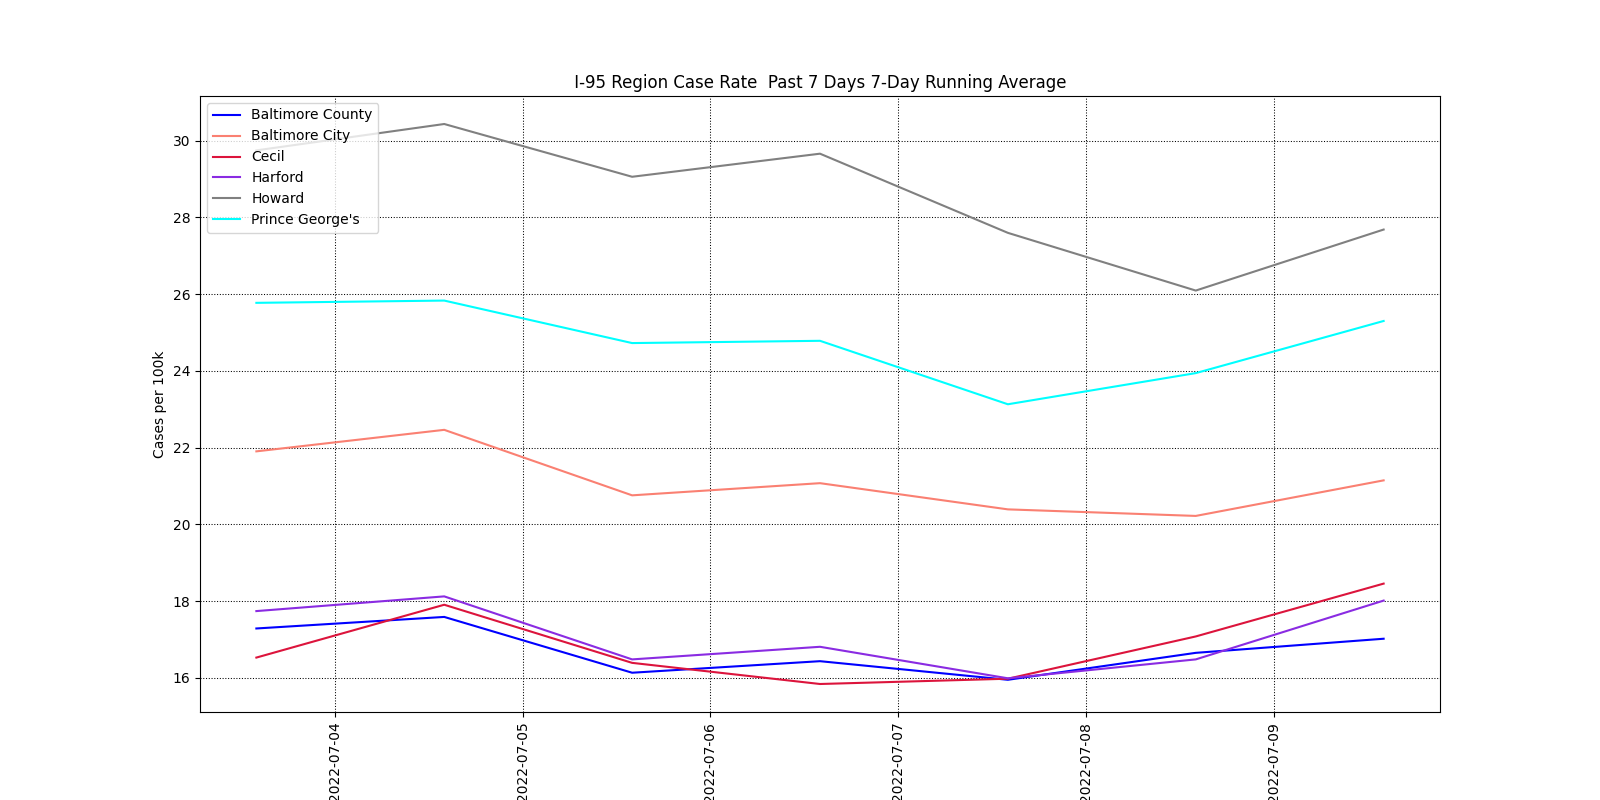 I-95 Region Case Rate  Past 7 Days 7-Day Running Average
Baltimore County
Baltimore City
Cecil
Harford
Howard
Prince George's
30
28
26
24
22
20
18
16
Cases per 100k
2022-07-04
2022-07-05
2022-07-06
2022-07-07
2022-07-08
2022-07-09